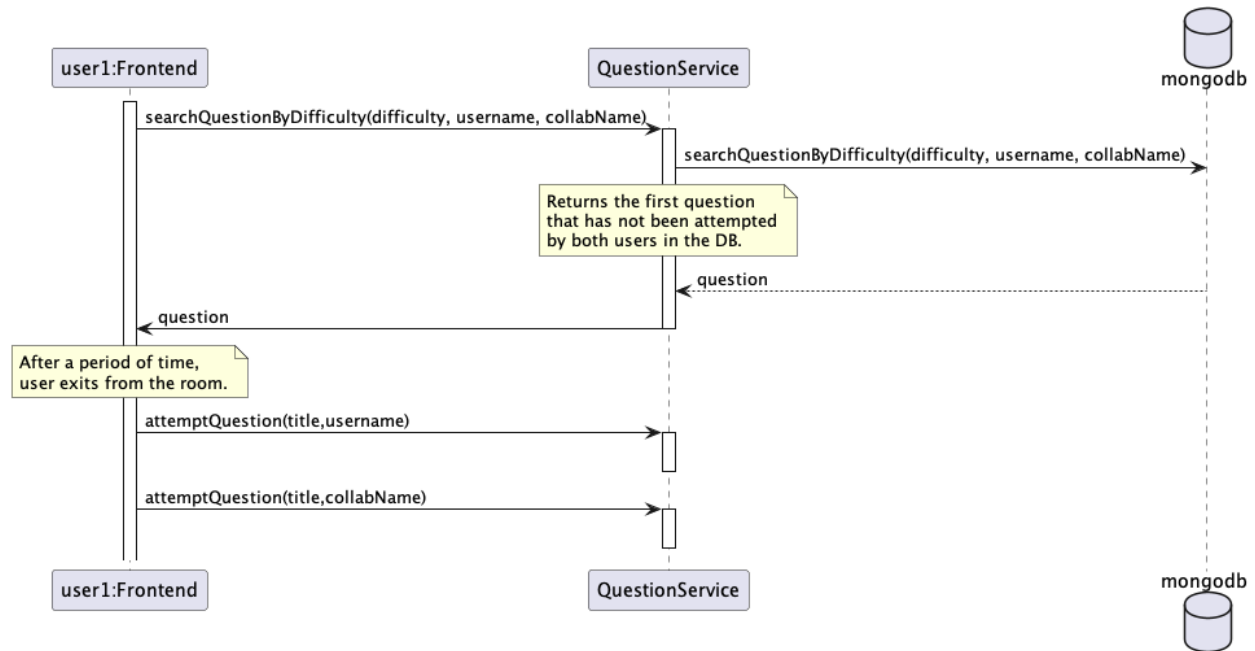 user1:Frontend
QuestionService
mongodb
searchQuestionByDifficulty(difficulty, username, collabName)
searchQuestionByDifficulty(difficulty, username, collabName)
Returns the first question
that has not been attempted
by both users in the DB.
question
question
After a period of time,
user exits from the room.
attemptQuestion(title,username)
attemptQuestion(title,collabName)
user1:Frontend
QuestionService
mongodb